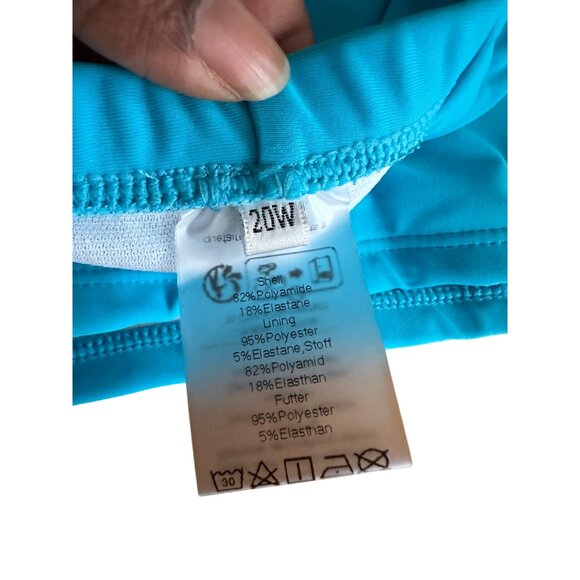 20W
Shell
82%Polyamide
18%Elastane
Lining
95%Polyester
5%Elastane,Stoff
82%Polyamid
18%Elasthan
Futter
95%Polyester
5%Elasthan
30